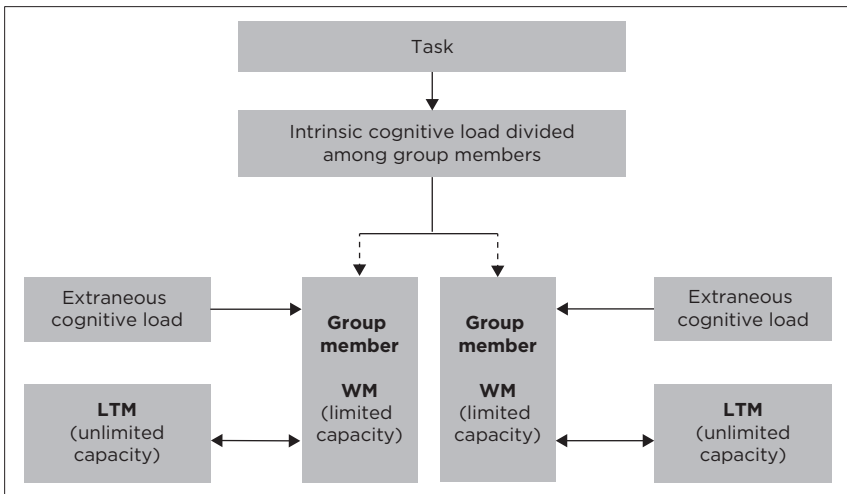 Task
Intrinsic cognitive load divided
among group members
Extraneous
cognitive load
Group
member
WM
(limited
capacity)
Group
member
WM
(limited
capacity)
Extraneous
cognitive load
LTM
(unlimited
capacity)
LTM
(unlimited
capacity)